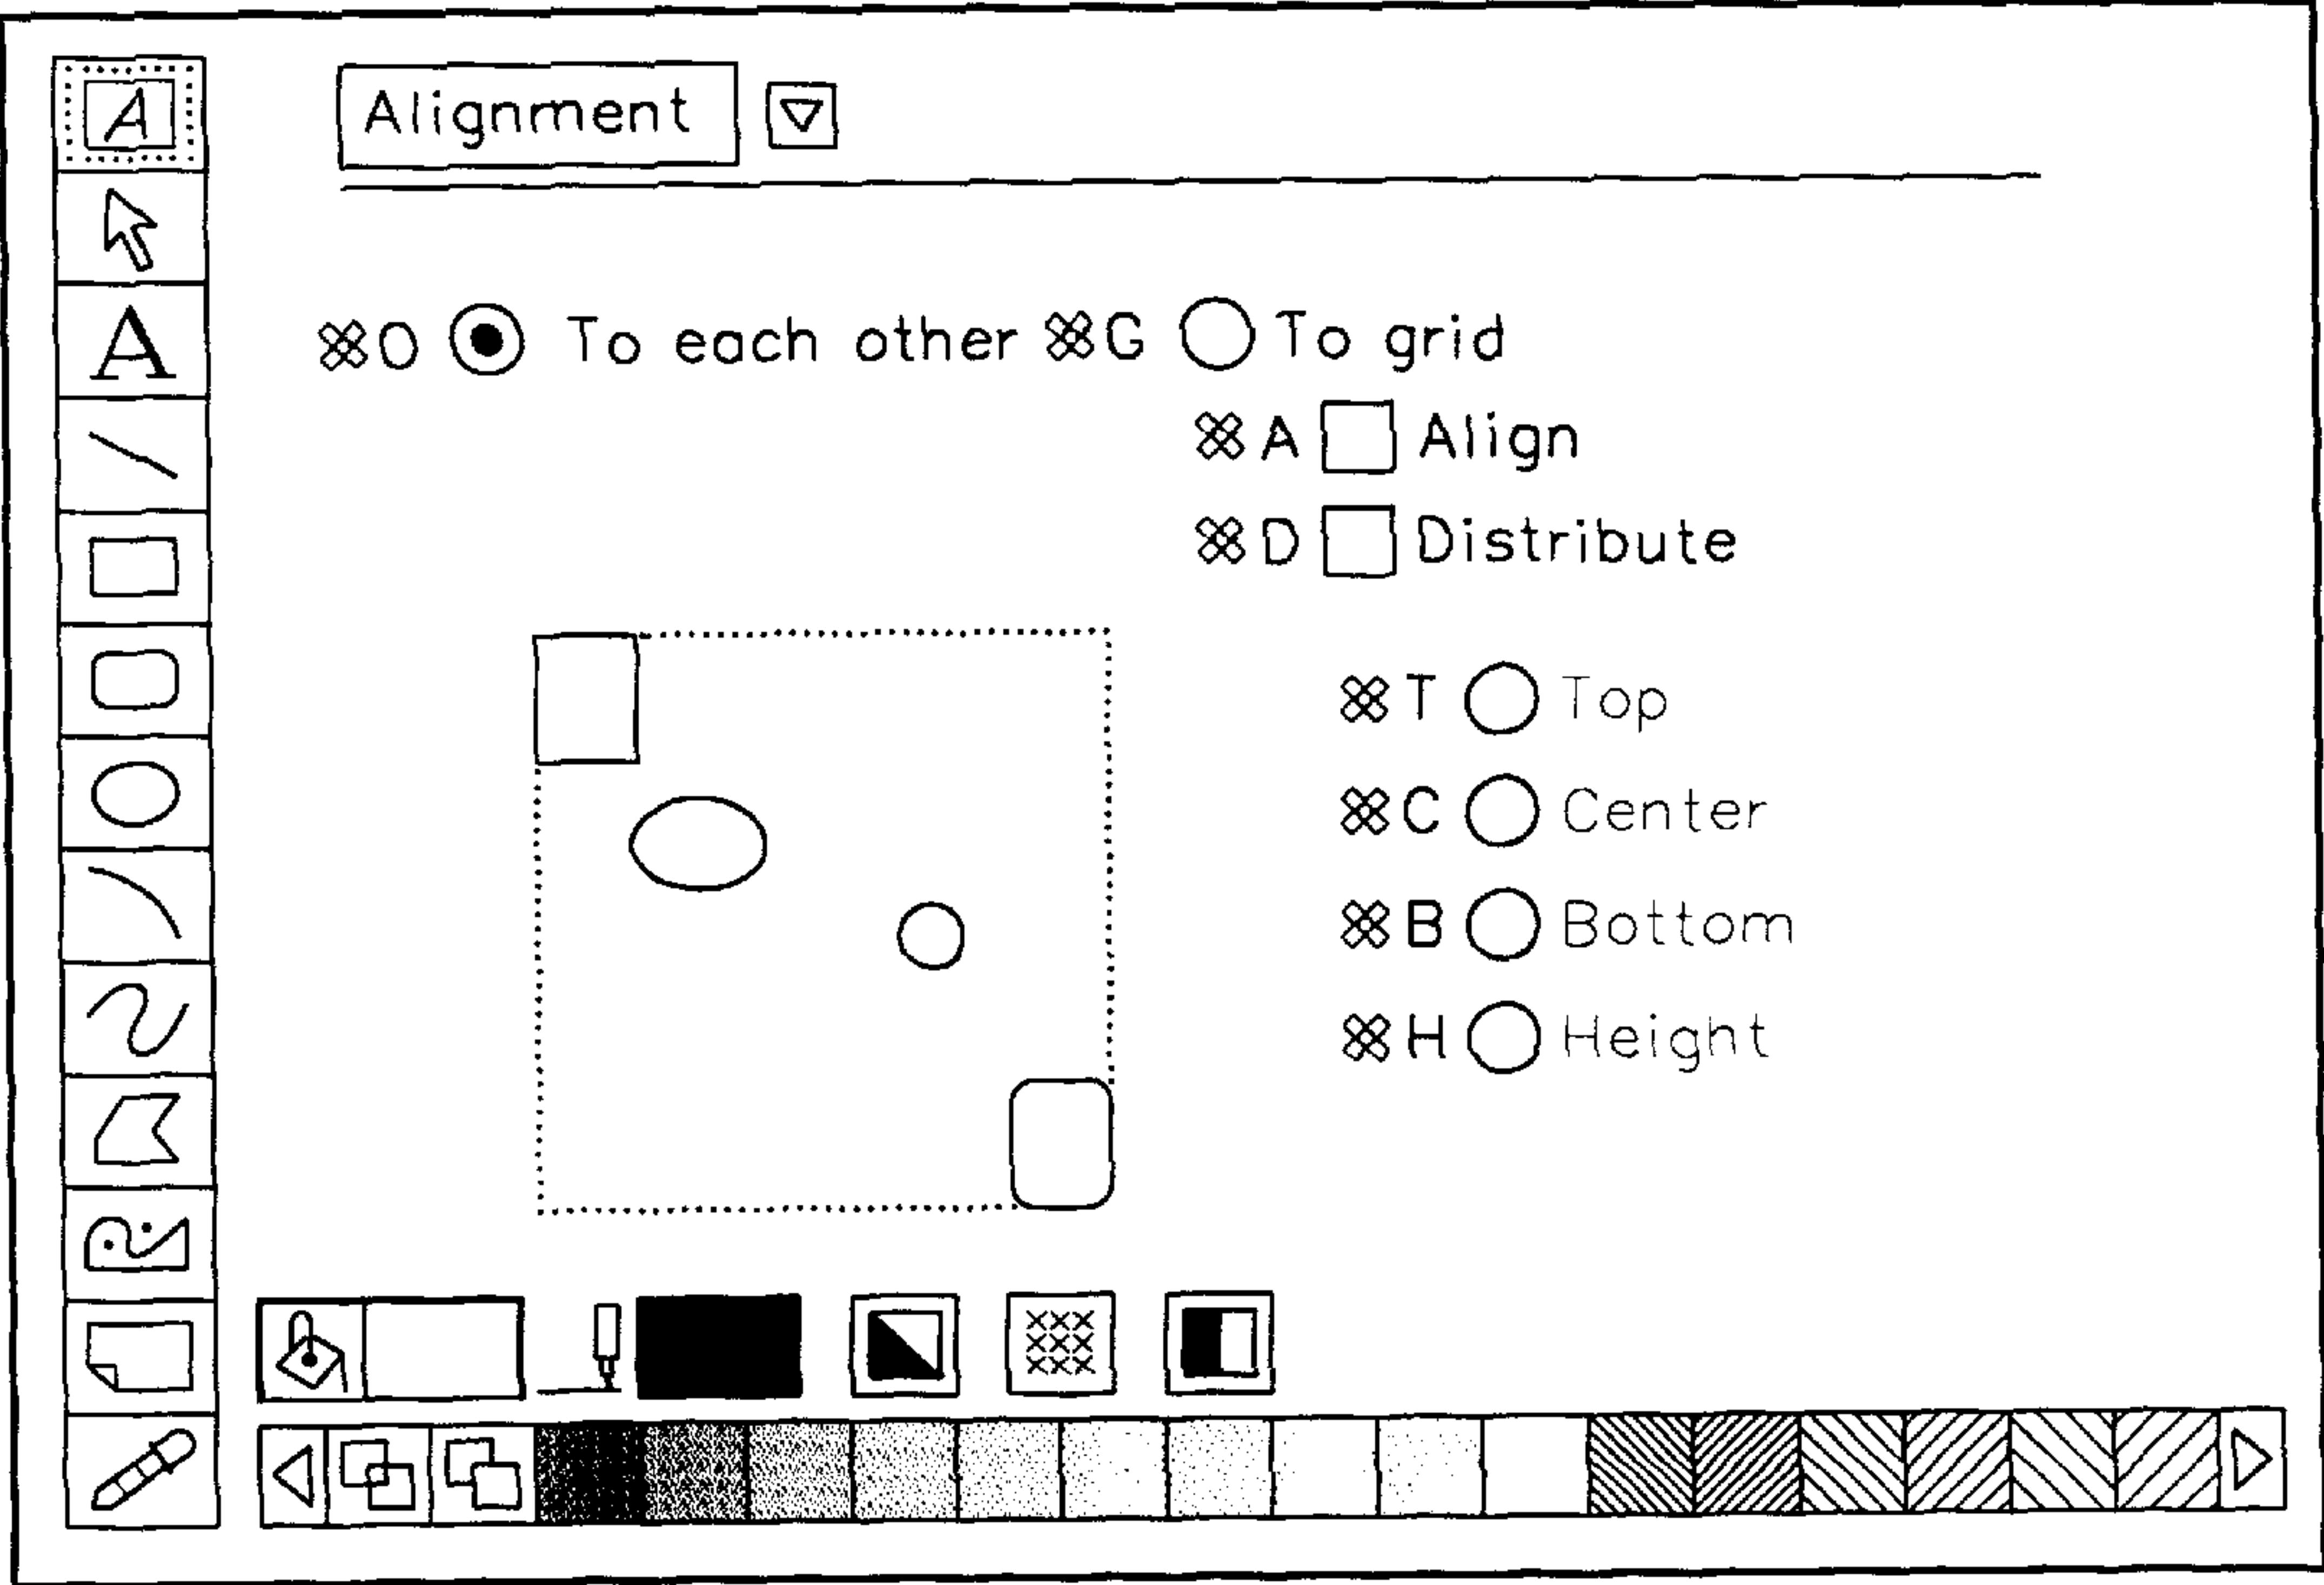 A
Alignment
A
⌘O To each other ⌘G To grid
⌘A Align
⌘D Distribute
⌘T Top
⌘C Center
⌘B Bottom
⌘H Height